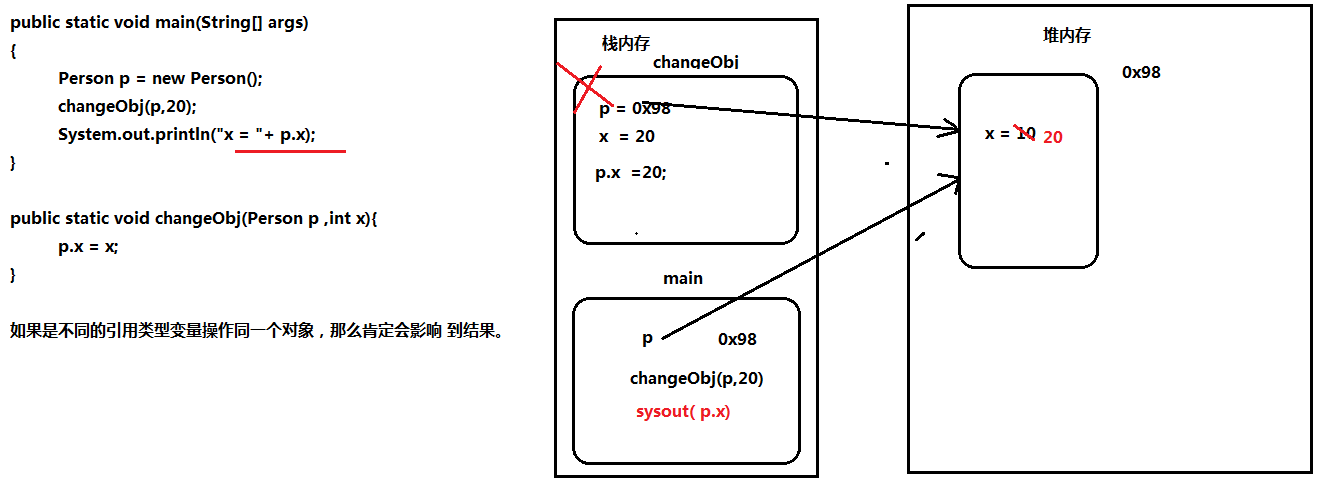 public static void main(String[] args)
{
Person p = new Person();
changeObj(p,20);
System.out.println("x = "+ p.x);
}
public static void changeObj(Person p ,int x){
p.x = x;
}
如果是不同的引用类型变量操作同一个对象，那么肯定会影响 到结果。
栈内存
changeObj
p = 0x98
x = 20
p.x =20;
main
p 0x98
changeObj(p,20)
sysout( p.x)
堆内存
0x98
x = 10 20